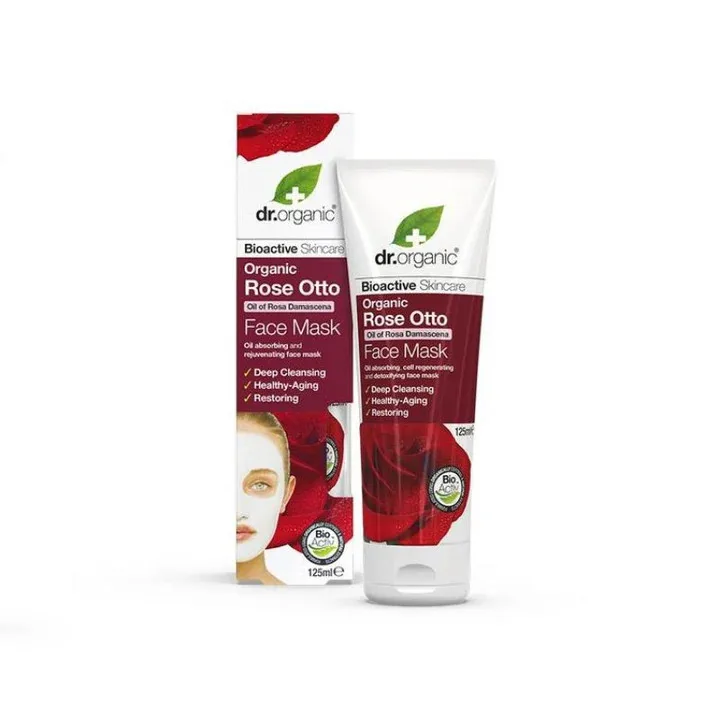 dr.organic®
Bioactive Skincare
Organic
Rose Otto
Oil of Rosa Damascena
Face Mask
Oil absorbing and
rejuvenating face mask
✓ Deep Cleansing
✓ Healthy-Aging
✓ Restoring
Bio
Activ
125ml℮
dr.organic®
Bioactive Skincare
Organic
Rose Otto
Oil of Rosa Damascena
Face Mask
Oil absorbing, cell regenerating
and detoxifying face mask
✓ Deep Cleansing
✓ Healthy-Aging
✓ Restoring
125ml℮
Bio
Activ